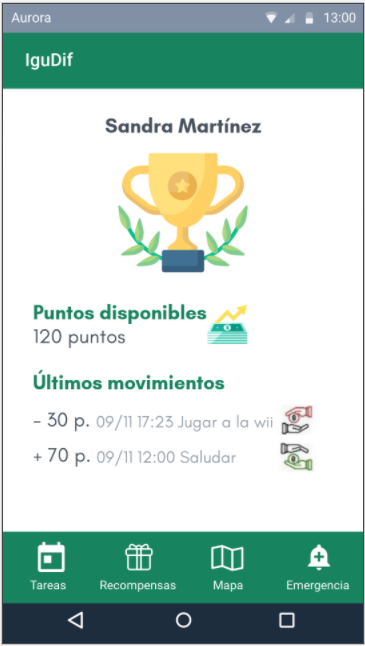 Aurora 13:00
IguDif
Sandra Martínez
Puntos disponibles
120 puntos
Últimos movimientos
- 30 p. 09/11 17:23 Jugar a la wii
+ 70 p. 09/11 12:00 Saludar
Tareas Recompensas Mapa Emergencia